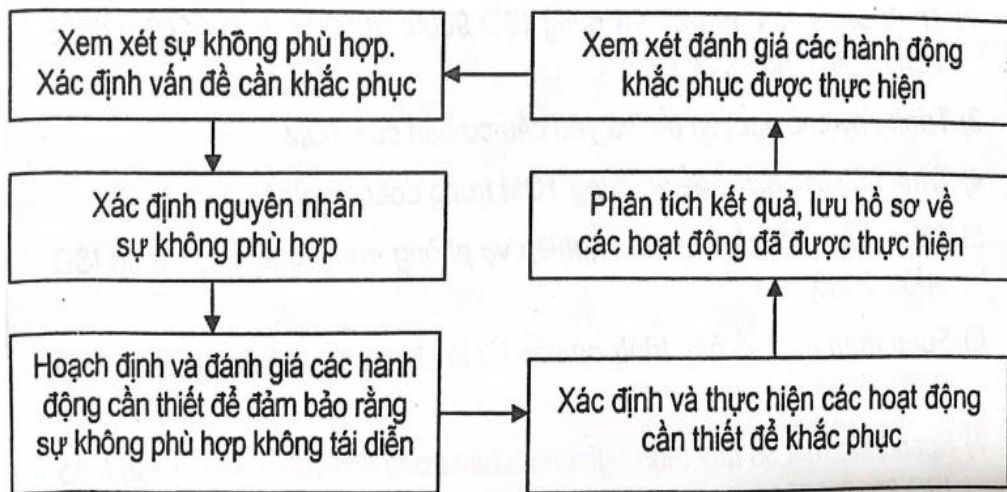 Xem xét sự không phù hợp.
Xác định vấn đề cần khắc phục
Xác định nguyên nhân
sự không phù hợp
Hoạch định và đánh giá các hành
động cần thiết để đảm bảo rằng
sự không phù hợp không tái diễn
Xác định và thực hiện các hoạt động
cần thiết để khắc phục
Phân tích kết quả, lưu hồ sơ về
các hoạt động đã được thực hiện
Xem xét đánh giá các hành động
khắc phục được thực hiện